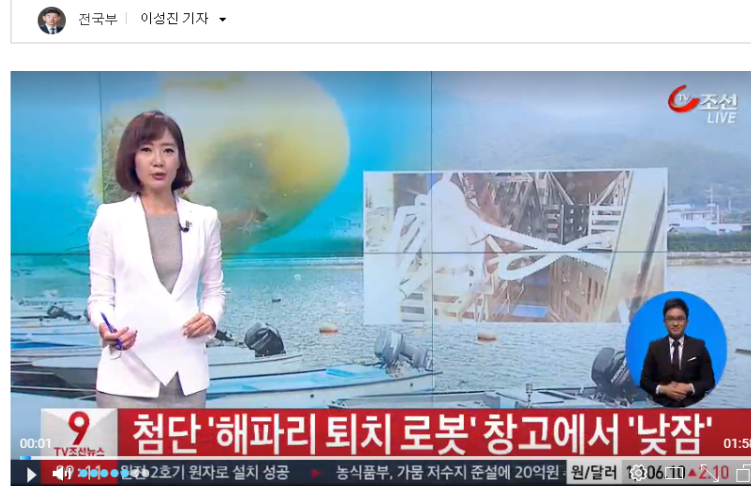 전국부 이성진 기자
TV조선
LIVE
9
TV조선뉴스
00:01
첨단 '해파리 퇴치 로봇' 창고에서 '낮잠'
01:58
2호기 원자로 설치 성공
농식품부, 가뭄 저수지 준설에 20억원
원/달러
▲2.10